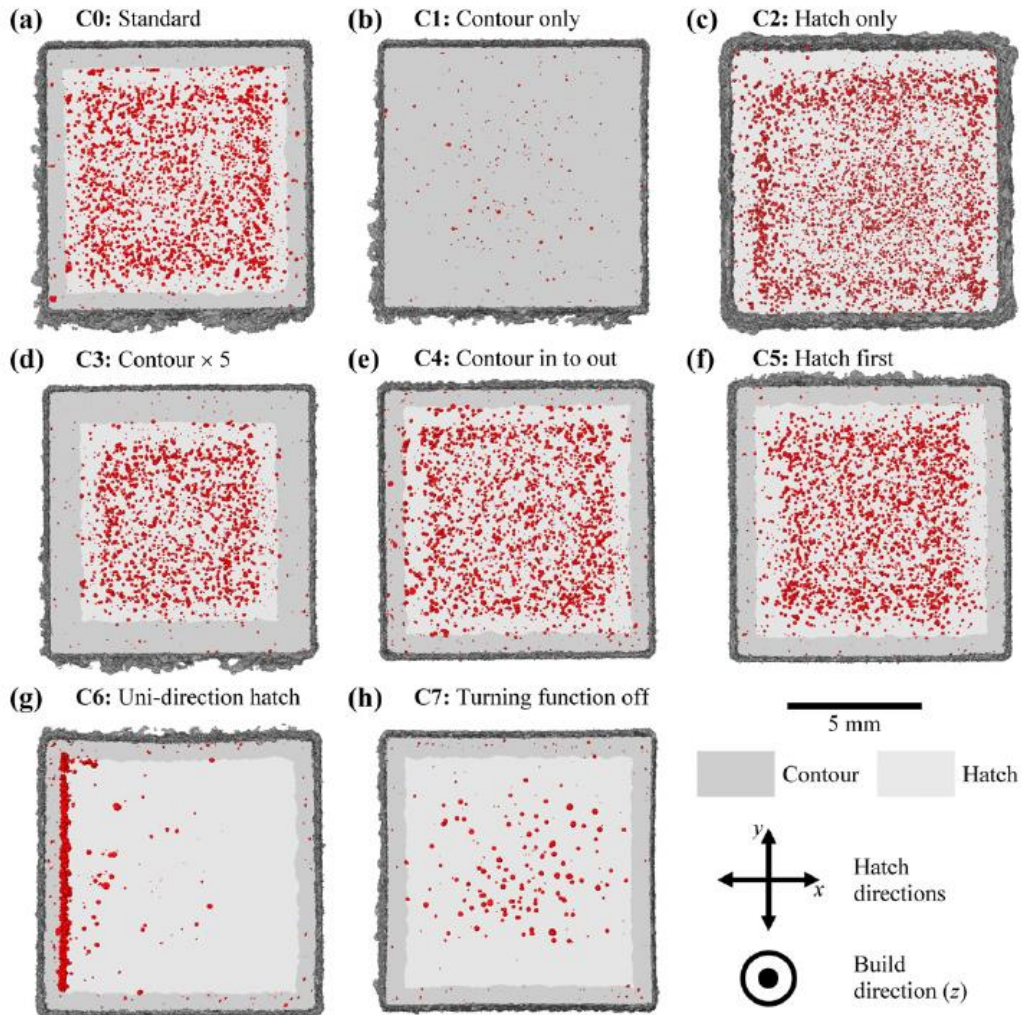 (a) C0: Standard
(b) C1: Contour only
(c) C2: Hatch only
(d) C3: Contour × 5
(e) C4: Contour in to out
(f) C5: Hatch first
(g) C6: Uni-direction hatch
(h) C7: Turning function off
5 mm
Contour
Hatch
y
x
Hatch
directions
Build
direction (z)